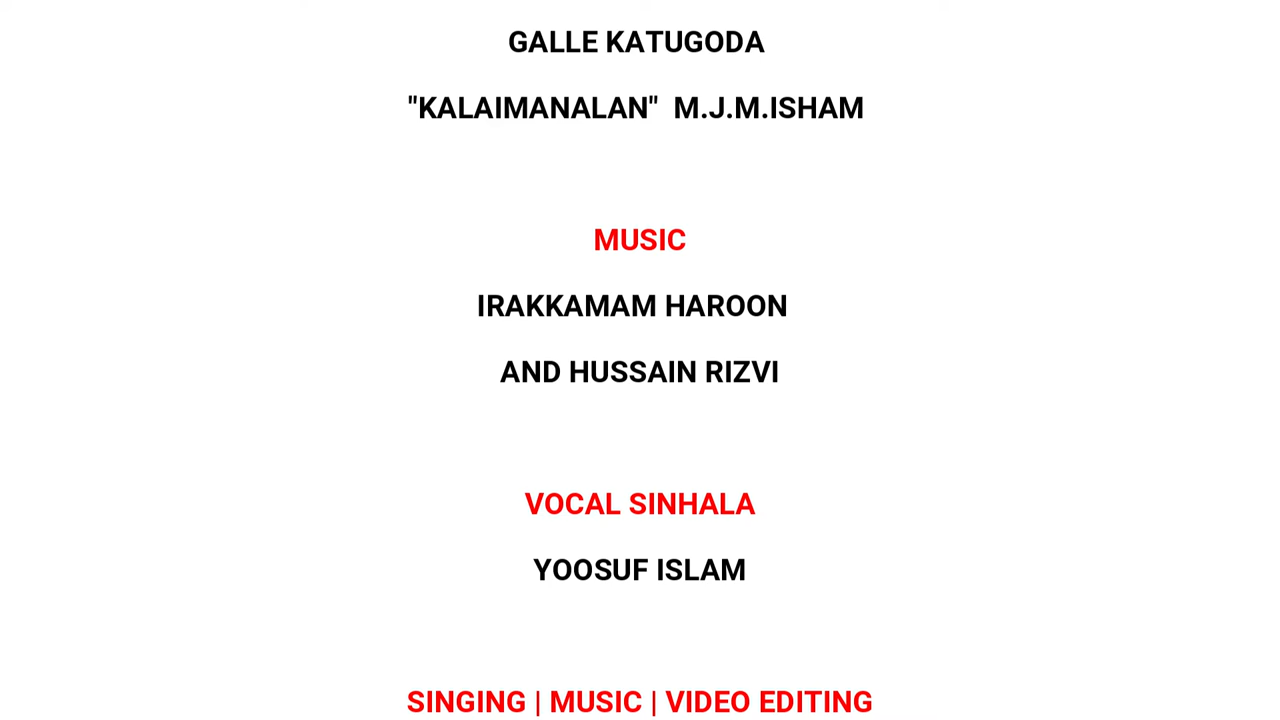 GALLE KATUGODA
"KALAIMANALAN"  M.J.M.ISHAM
MUSIC
IRAKKAMAM HAROON
AND HUSSAIN RIZVI
VOCAL SINHALA
YOOSUF ISLAM
SINGING | MUSIC | VIDEO EDITING